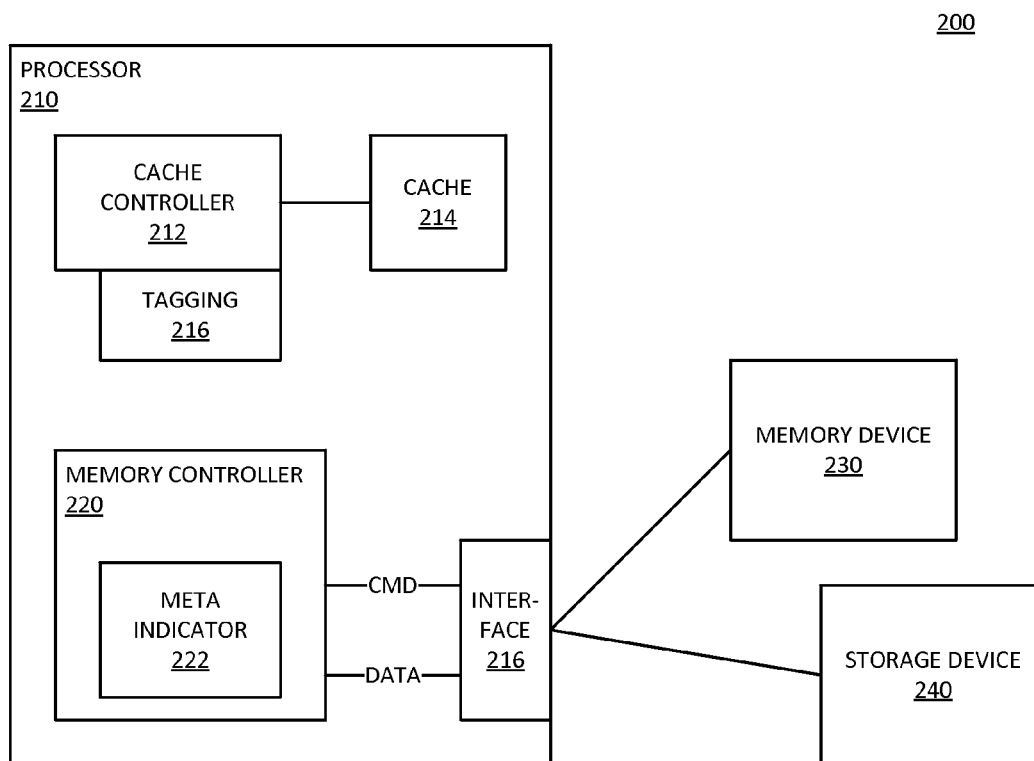 200
PROCESSOR
210
CACHE
CONTROLLER
212
CACHE
214
TAGGING
216
MEMORY DEVICE
230
MEMORY CONTROLLER
220
META
INDICATOR
222
CMD
DATA
INTER-
FACE
216
STORAGE DEVICE
240